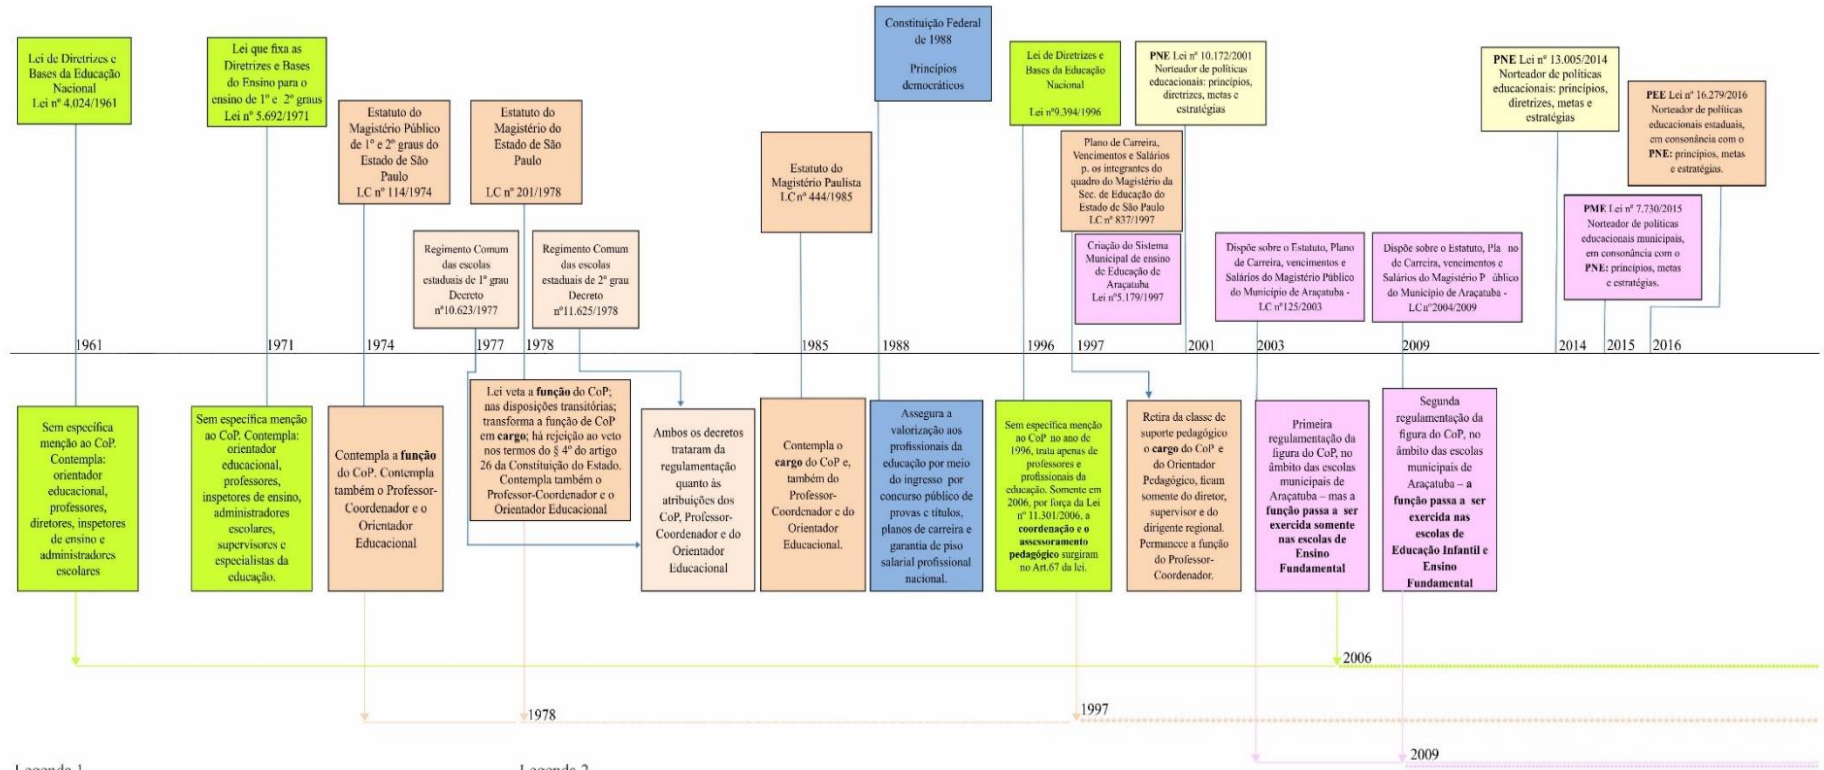 Lei de Diretrizes e
Bases da Educação
Nacional
Lei nº 4.024/1961
Lei que fixa as
Diretrizes e Bases
do Ensino para o
ensino de 1º e 2º graus
Lei nº 5.692/1971
Estatuto do
Magistério Público
de 1º e 2º graus do
Estado de São
Paulo
LC nº 114/1974
Estatuto do
Magistério do
Estado de São
Paulo
LC nº 201/1978
Regimento Comum
das escolas
estaduais de 1º grau
Decreto
nº10.623/1977
Regimento Comum
das escolas
estaduais de 2º grau
Decreto
nº11.625/1978
Estatuto do
Magistério Paulista
LC nº 444/1985
Constituição Federal
de 1988
Princípios
democráticos
Lei de Diretrizes e
Bases da Educação
Nacional
Lei nº9.394/1996
Plano de Carreira,
Vencimentos e Salários
p. os integrantes do
quadro do Magistério da
Sec. de Educação do
Estado de São Paulo
LC nº 837/1997
Criação do Sistema
Municipal de ensino
de Educação de
Araçatuba
Lei nº5.179/1997
PNE Lei nº 10.172/2001
Norteador de políticas
educacionais: princípios,
diretrizes, metas e
estratégias
Dispõe sobre o Estatuto, Plano
de Carreira, vencimentos e
Salários do Magistério Público
do Município de Araçatuba -
LC nº125/2003
Dispõe sobre o Estatuto, Pla no
de Carreira, vencimentos e
Salários do Magistério P úblico
do Município de Araçatuba -
LCnº2004/2009
PNE Lei nº 13.005/2014
Norteador de políticas
educacionais: princípios,
diretrizes, metas e
estratégias
PME Lei nº 7.730/2015
Norteador de políticas
educacionais municipais,
em consonância com o
PNE: princípios, metas
e estratégias.
PEE Lei nº 16.279/2016
Norteador de políticas
educacionais estaduais,
em consonância com o
PNE: princípios, metas
e estratégias.
1961
1971
1974
1977
1978
1985
1988
1996
1997
2001
2003
2009
2014
2015
2016
Sem específica
menção ao CoP.
Contempla:
orientador
educacional,
professores,
diretores, inspetores
de ensino e
administradores
escolares
Sem específica menção
ao CoP. Contempla:
orientador
educacional,
professores,
inspetores de ensino,
administradores
escolares,
supervisores e
especialistas da
educação.
Contempla a função
do CoP. Contempla
também o Professor-
Coordenador e o
Orientador
Educacional
Lei veta a função do CoP;
nas disposições transitórias;
transforma a função de CoP
em cargo; há rejeição ao veto
nos termos do § 4º do artigo
26 da Constituição do Estado.
Contempla também o
Professor-Coordenador e o
Orientador Educacional
Ambos os decretos
trataram da
regulamentação
quanto às
atribuições dos
CoP, Professor-
Coordenador e do
Orientador
Educacional
Contempla o
cargo do CoP e,
também do
Professor-
Coordenador e do
Orientador
Educacional.
Assegura a
valorização aos
profissionais da
educação por meio
do ingresso por
concurso público de
provas e títulos,
planos de carreira e
garantia de piso
salarial profissional
nacional.
Sem específica menção
ao CoP no ano de
1996, trata apenas de
professores e
profissionais da
educação. Somente em
2006, por força da Lei
nº 11.301/2006, a
coordenação e o
assessoramento
pedagógico surgiram
no Art.67 da lei.
Retira da classe de
suporte pedagógico
o cargo do CoP e
do Orientador
Pedagógico, ficam
somente do diretor,
supervisor e do
dirigente regional.
Permanece a função
do Professor-
Coordenador.
Primeira
regulamentação da
figura do CoP, no
âmbito das escolas
municipais de
Araçatuba – mas a
função passa a ser
exercida somente
nas escolas de
Ensino
Fundamental
Segunda
regulamentação da
figura do CoP, no
âmbito das escolas
municipais de
Araçatuba – a
função passa a ser
exercida nas
escolas de
Educação Infantil e
Ensino
Fundamental
2006
1978
1997
2009
Legenda 1
Legenda 2